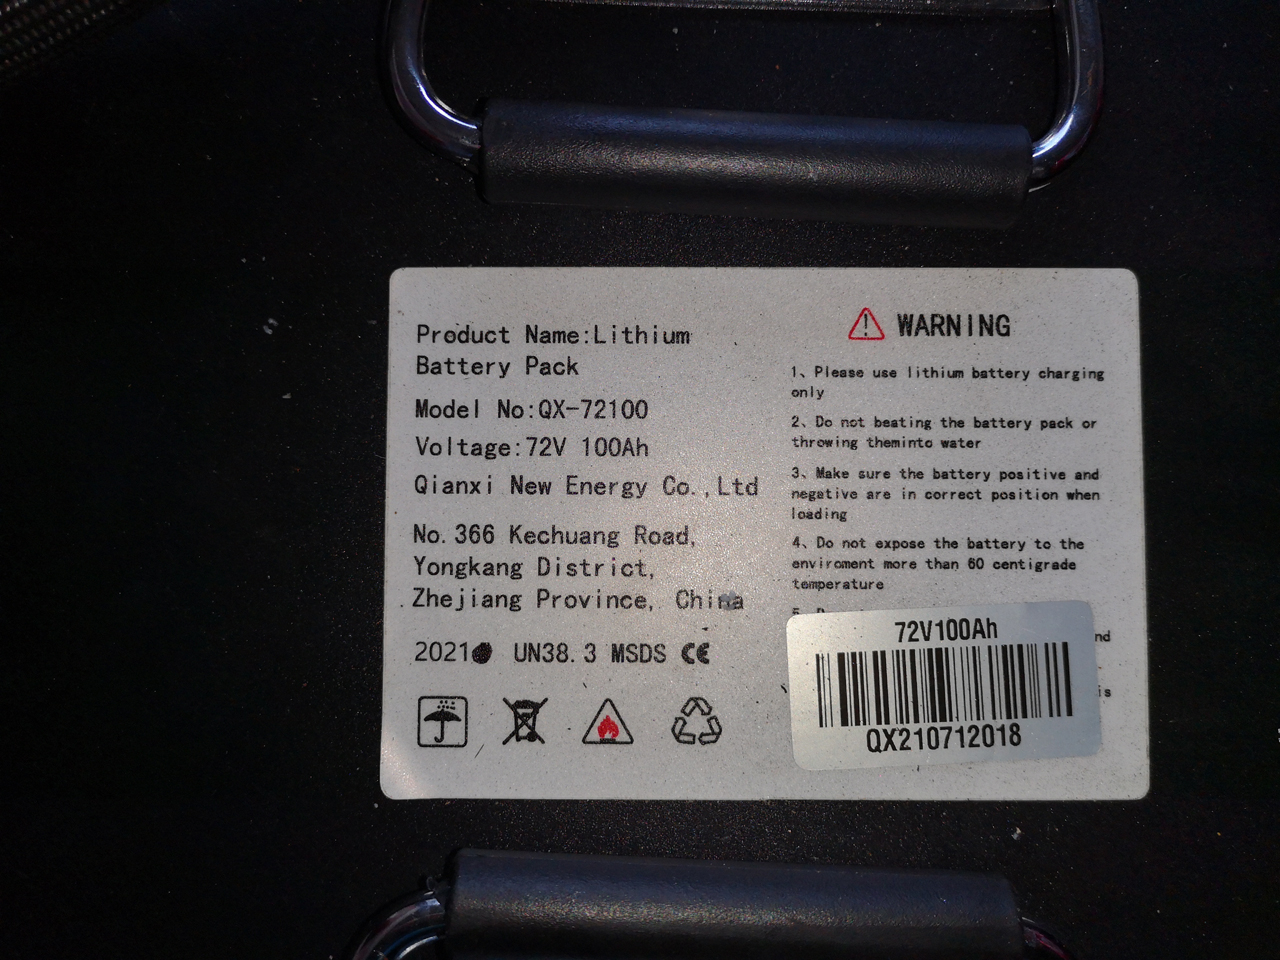 Product Name:Lithium
Battery Pack
Model No:QX-72100
Voltage:72V 100Ah
Qianxi New Energy Co.,Ltd
No.366 Kechuang Road,
Yongkang District,
Zhejiang Province, China
2021 UN38.3 MSDS CE
WARNING
1、Please use lithium battery charging
only
2、Do not beating the battery pack or
throwing theminto water
3、Make sure the battery positive and
negative are in correct position when
loading
4、Do not expose the battery to the
enviroment more than 60 centigrade
temperature
72V100Ah
QX210712018